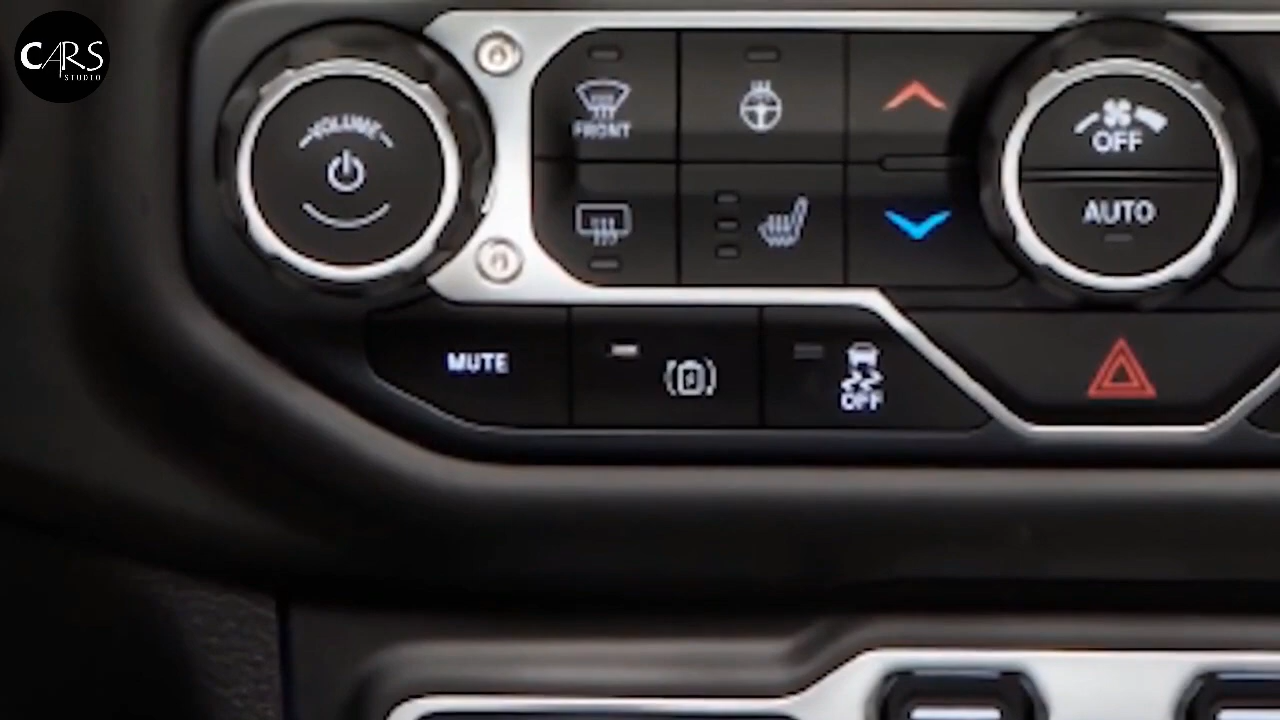 CARS
STUDIO
VOLUME
FRONT
OFF
AUTO
MUTE
OFF